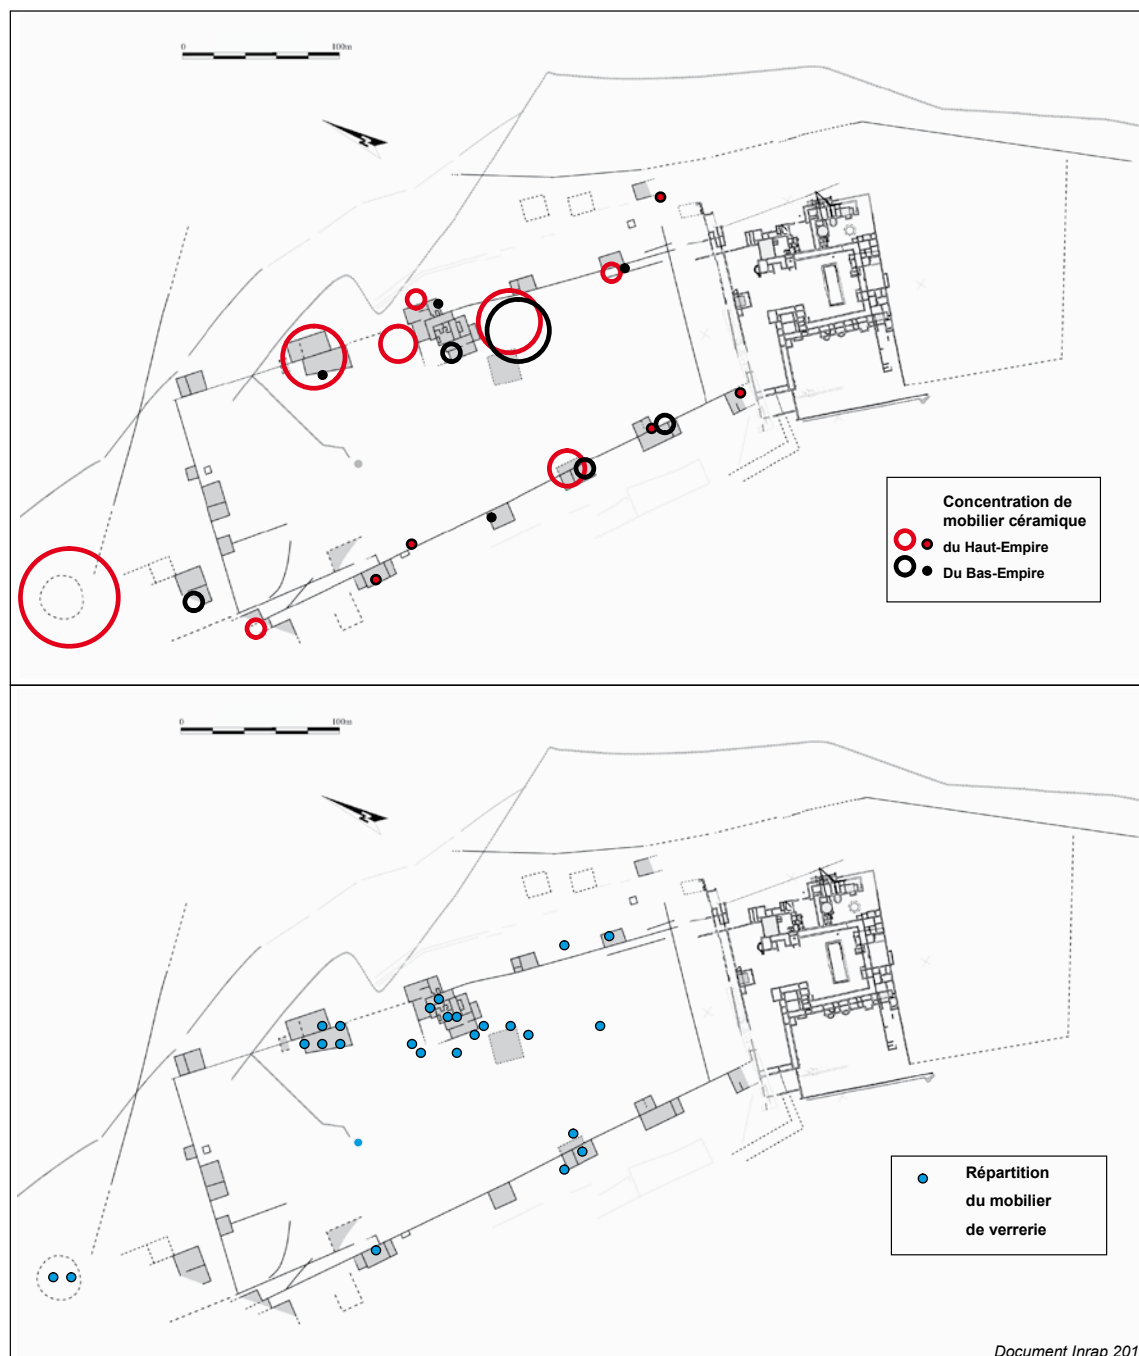 0 100m
Concentration de
mobilier céramique
du Haut-Empire
Du Bas-Empire
0 100m
Répartition
du mobilier
de verrerie
Document Inrap 201